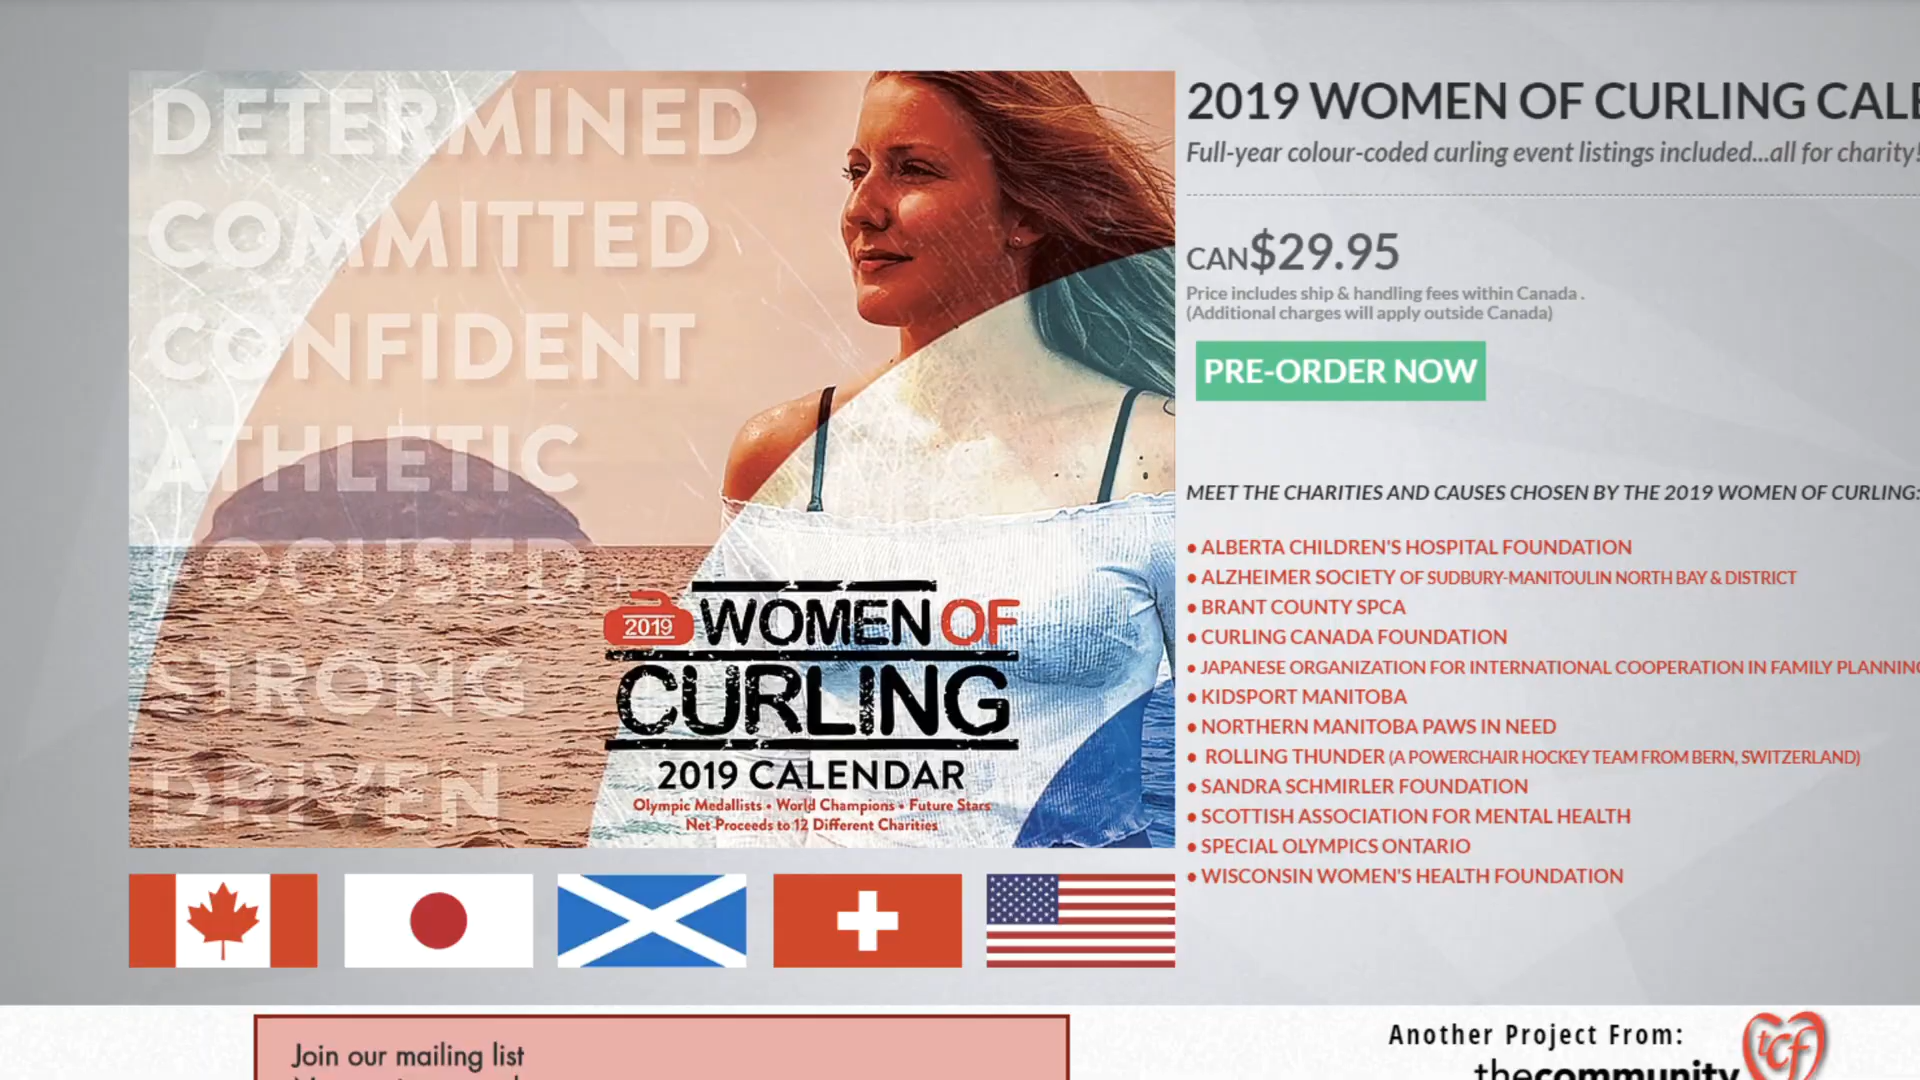 DETERMINED
COMMITTED
CONFIDENT
ATHLETIC
FOCUSED
STRONG
DRIVEN
2019 WOMEN OF
CURLING
2019 CALENDAR
Olympic Medallists • World Champions • Future Stars
Net Proceeds to 12 Different Charities
2019 WOMEN OF CURLING CALE
Full-year colour-coded curling event listings included...all for charity!
CAN$29.95
Price includes ship & handling fees within Canada .
(Additional charges will apply outside Canada)
PRE-ORDER NOW
MEET THE CHARITIES AND CAUSES CHOSEN BY THE 2019 WOMEN OF CURLING:
• ALBERTA CHILDREN'S HOSPITAL FOUNDATION
• ALZHEIMER SOCIETY OF SUDBURY-MANITOULIN NORTH BAY & DISTRICT
• BRANT COUNTY SPCA
• CURLING CANADA FOUNDATION
• JAPANESE ORGANIZATION FOR INTERNATIONAL COOPERATION IN FAMILY PLANNING
• KIDSPORT MANITOBA
• NORTHERN MANITOBA PAWS IN NEED
• ROLLING THUNDER (A POWERCHAIR HOCKEY TEAM FROM BERN, SWITZERLAND)
• SANDRA SCHMIRLER FOUNDATION
• SCOTTISH ASSOCIATION FOR MENTAL HEALTH
• SPECIAL OLYMPICS ONTARIO
• WISCONSIN WOMEN'S HEALTH FOUNDATION
Join our mailing list
Another Project From:
thecommunity
tcf